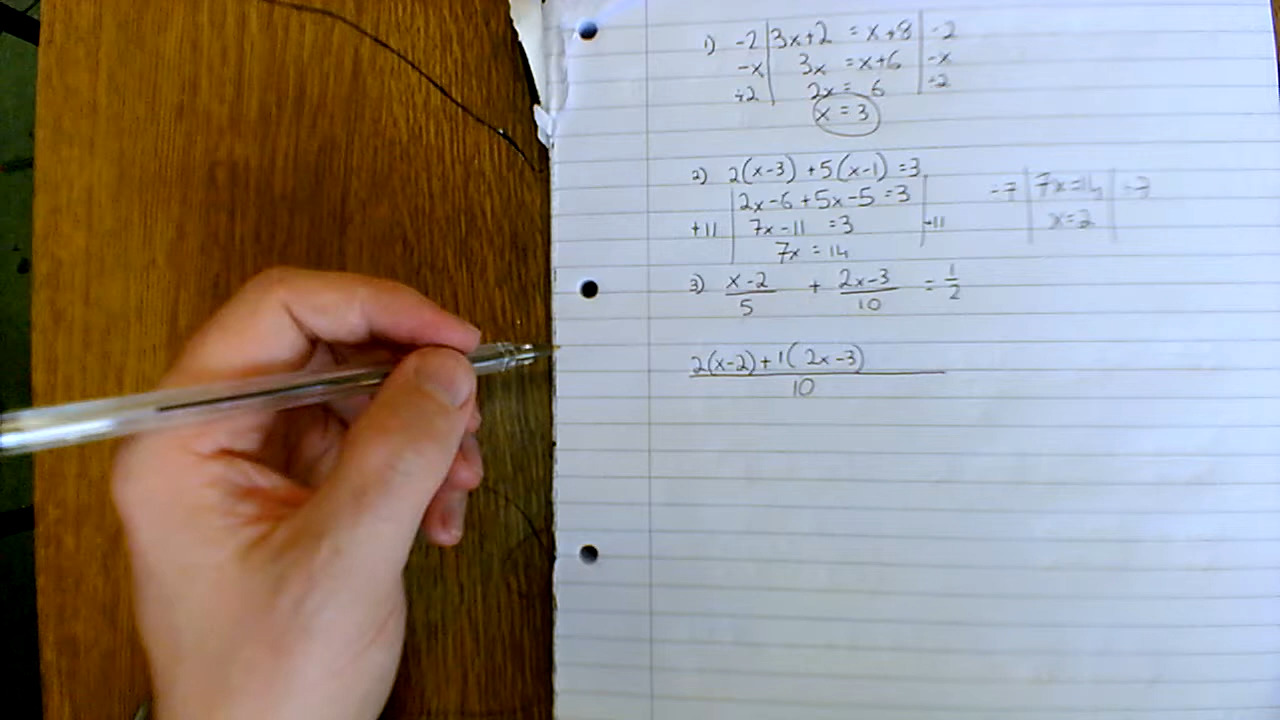 1) -2 | 3x+2 = x+8 | -2
-x | 3x = x+6 | -x
÷2 | 2x = 6 | ÷2
x = 3
2) 2(x-3) + 5(x-1) = 3
2x-6 + 5x-5 = 3
+11 | 7x-11 = 3 | +11
7x = 14
÷7 | 7x=14 | ÷7
x=2
3) x-2/5 + 2x-3/10 = 1/2
2(x-2) + 1(2x-3)
10